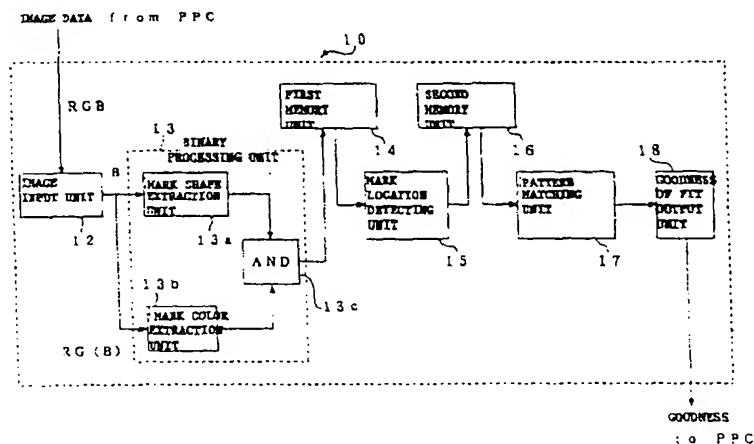 IMAGE DATA from PPC
10
RGB
FIRST
MEMORY
UNIT
14
SECOND
MEMORY
UNIT
16
13
BINARY
PROCESSING UNIT
B
IMAGE
INPUT UNIT
12
MARK SHAPE
EXTRACTION
UNIT
13a
MARK LOCATION
DETECTING
UNIT
15
PATTERN
MATCHING
UNIT
17
18
GOODNESS
OF FIT
OUTPUT
UNIT
AND
13c
13b
MARK COLOR
EXTRACTION
UNIT
RG(B)
GOODNESS
to PPC